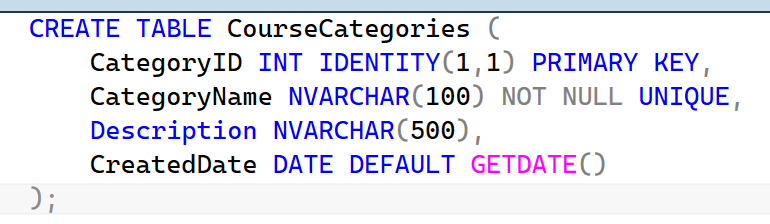 CREATE TABLE CourseCategories (
    CategoryID INT IDENTITY(1,1) PRIMARY KEY,
    CategoryName NVARCHAR(100) NOT NULL UNIQUE,
    Description NVARCHAR(500),
    CreatedDate DATE DEFAULT GETDATE()
);